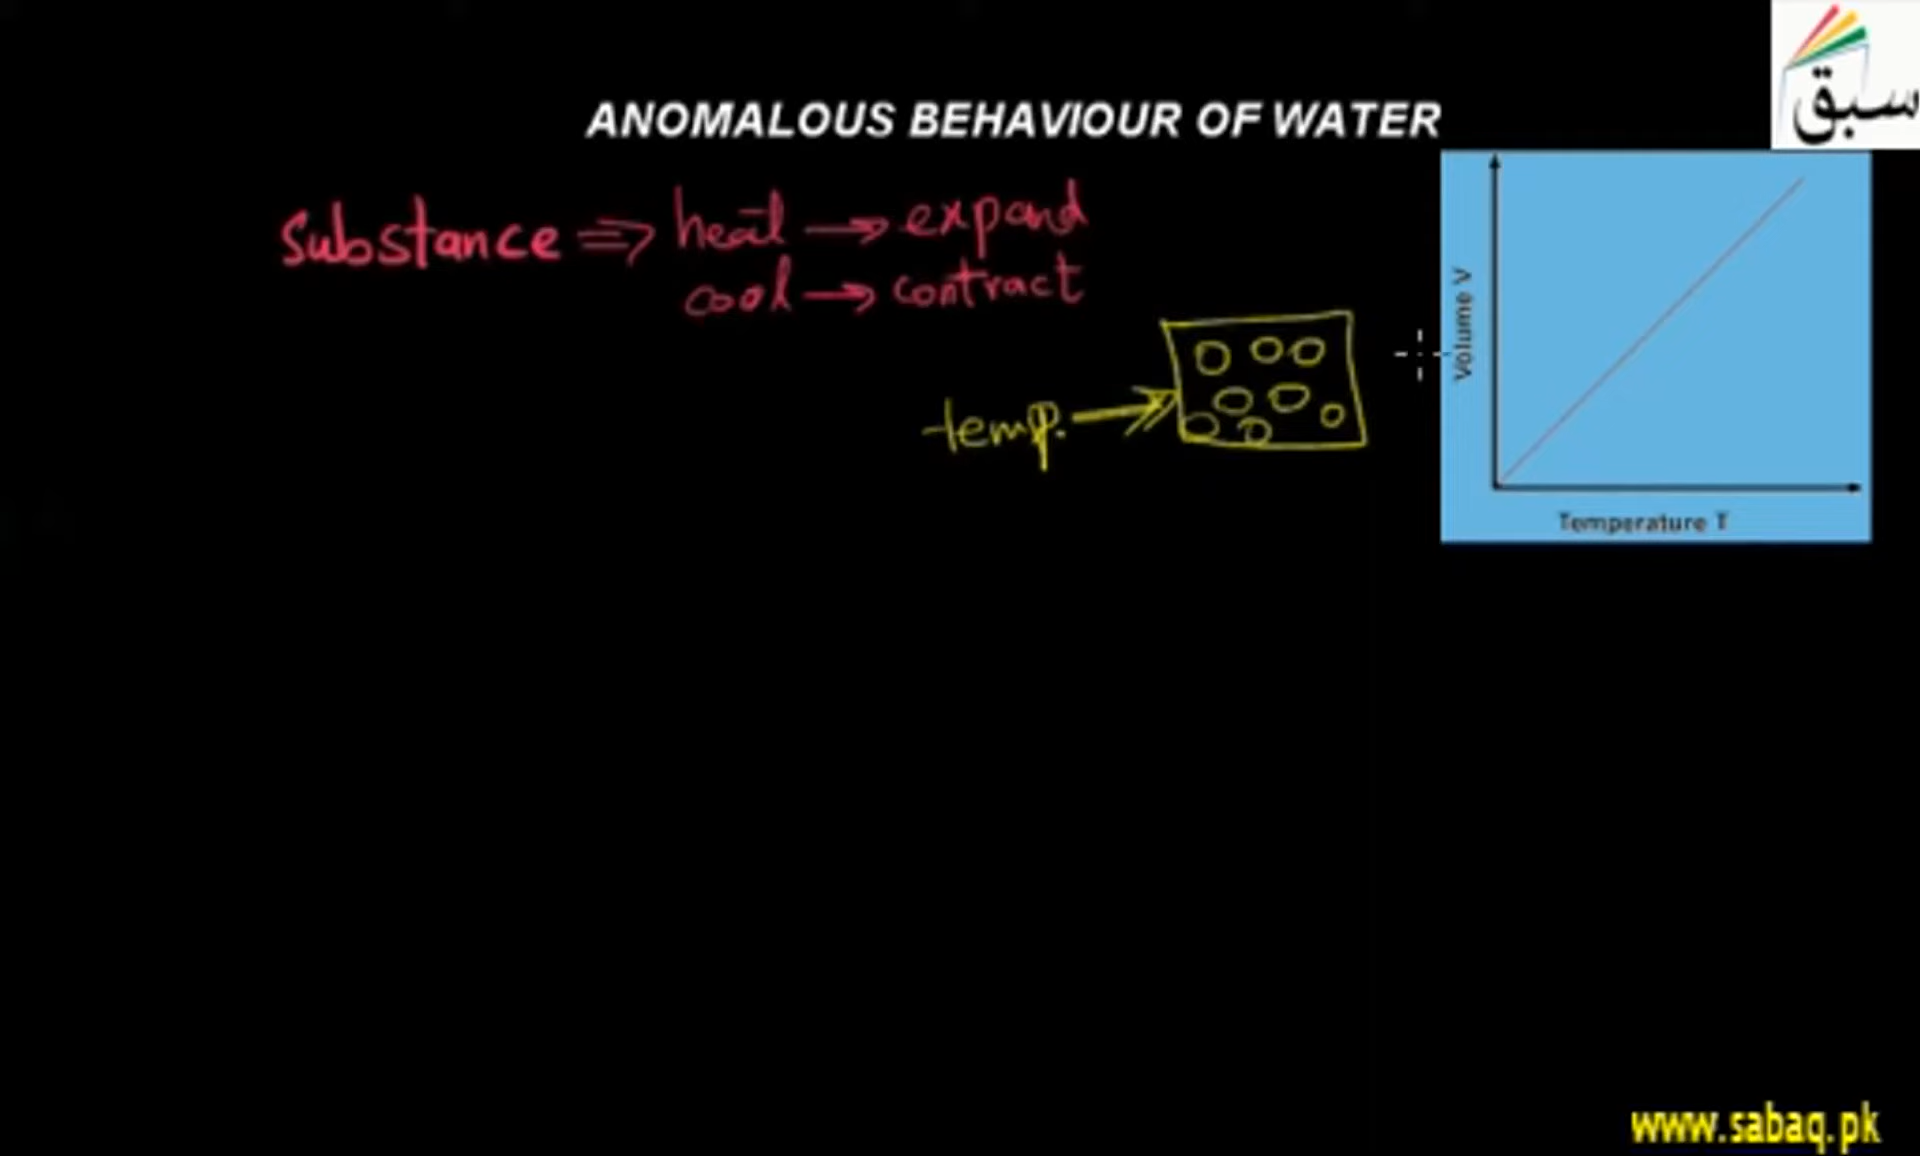 سبق
ANOMALOUS BEHAVIOUR OF WATER
substance ⇒ heat → expand
cool → contract
temp.
Volume V
Temperature T
www.sabaq.pk